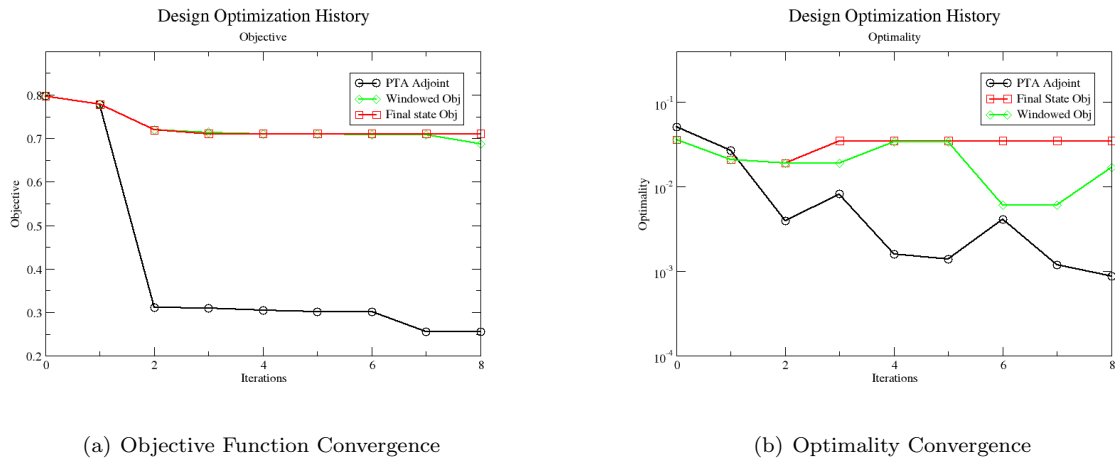 Design Optimization History
Objective
PTA Adjoint
Windowed Obj
Final state Obj
0.8
0.7
0.6
0.5
0.4
0.3
0.2
Objective
0 2 4 6 8
Iterations
(a) Objective Function Convergence
Design Optimization History
Optimality
PTA Adjoint
Final State Obj
Windowed Obj
10^-1
10^-2
10^-3
10^-4
Optimality
0 2 4 6 8
Iterations
(b) Optimality Convergence